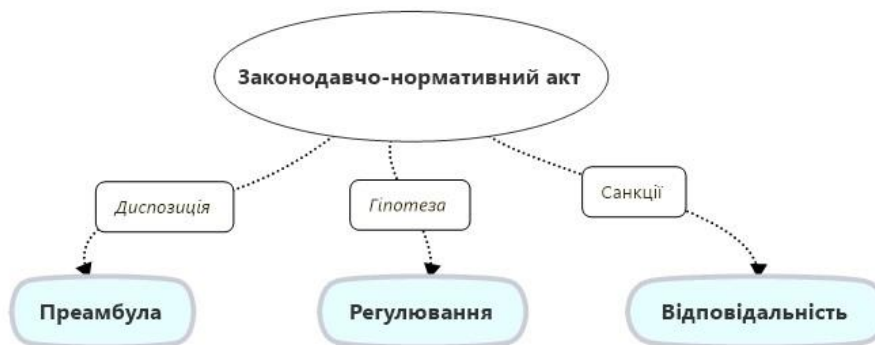 Законодавчо-нормативний акт
Диспозиція
Гіпотеза
Санкції
Преамбула
Регулювання
Відповідальність